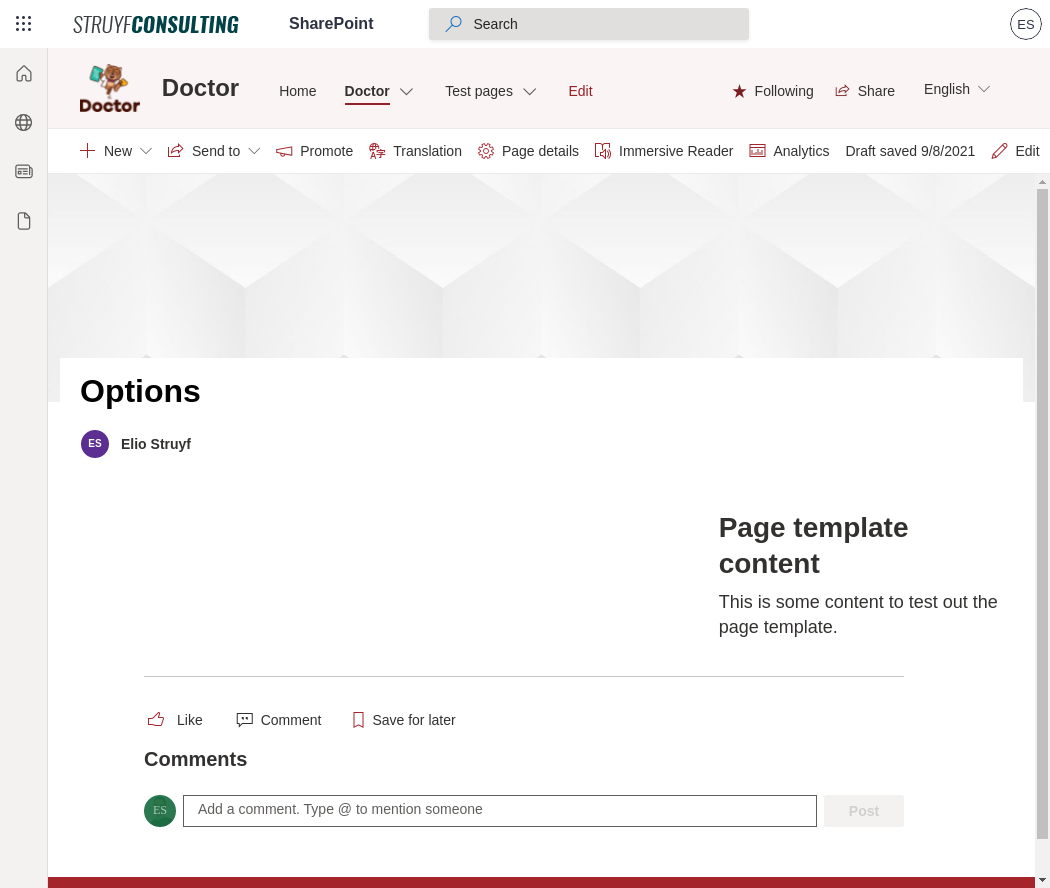 STRUYFCONSULTING SharePoint Search ES
Doctor Doctor Home Doctor Test pages Edit Following Share English
New Send to Promote Translation Page details Immersive Reader Analytics Draft saved 9/8/2021 Edit
Options
ES Elio Struyf
Page template
content
This is some content to test out the
page template.
Like Comment Save for later
Comments
ES Add a comment. Type @ to mention someone Post